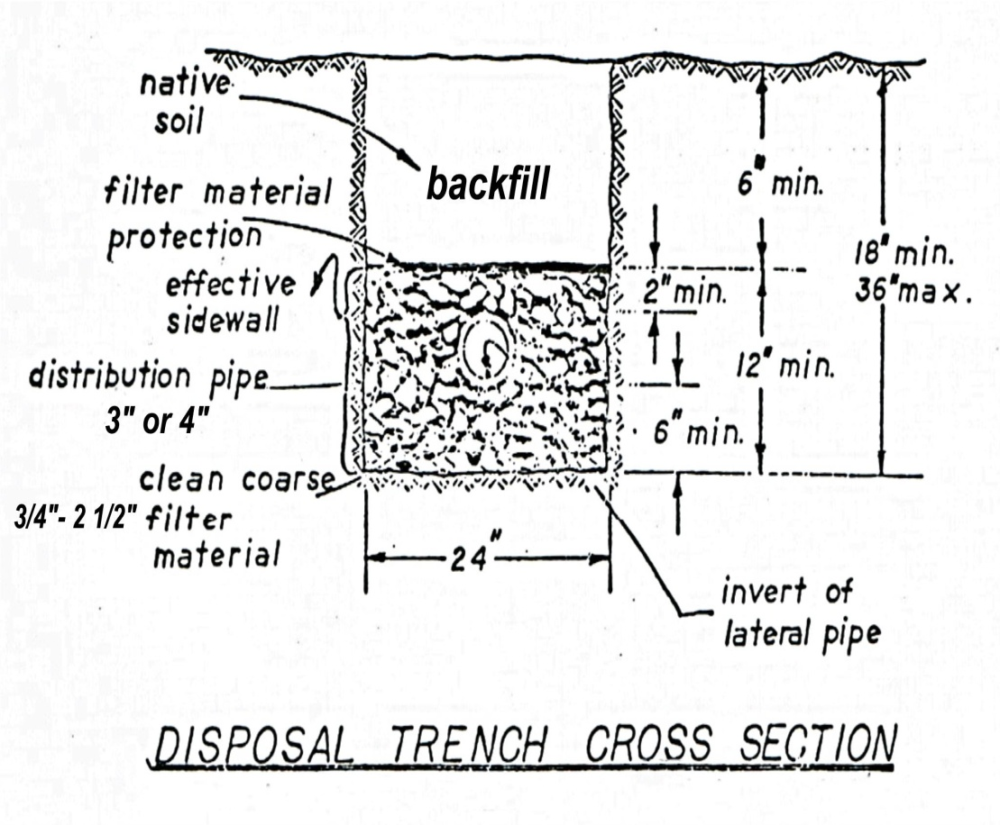 native
soil
backfill
filter material
protection
effective
sidewall
distribution pipe
3" or 4"
clean coarse
3/4"- 2 1/2" filter
material
24"
6" min.
2" min.
12" min.
6" min.
18" min.
36" max.
invert of
lateral pipe
DISPOSAL TRENCH CROSS SECTION